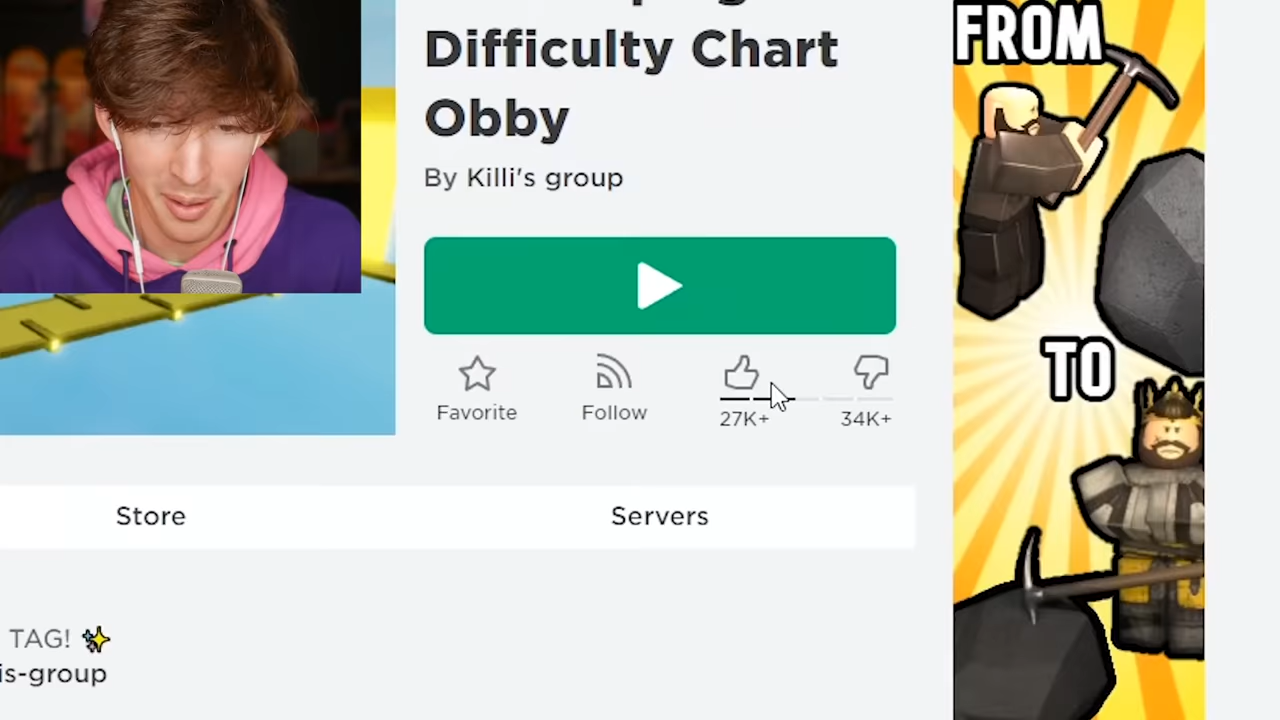 Difficulty Chart
Obby
By Killi's group
Favorite
Follow
27K+
34K+
Store
Servers
TAG! ✨
is-group
FROM
TO